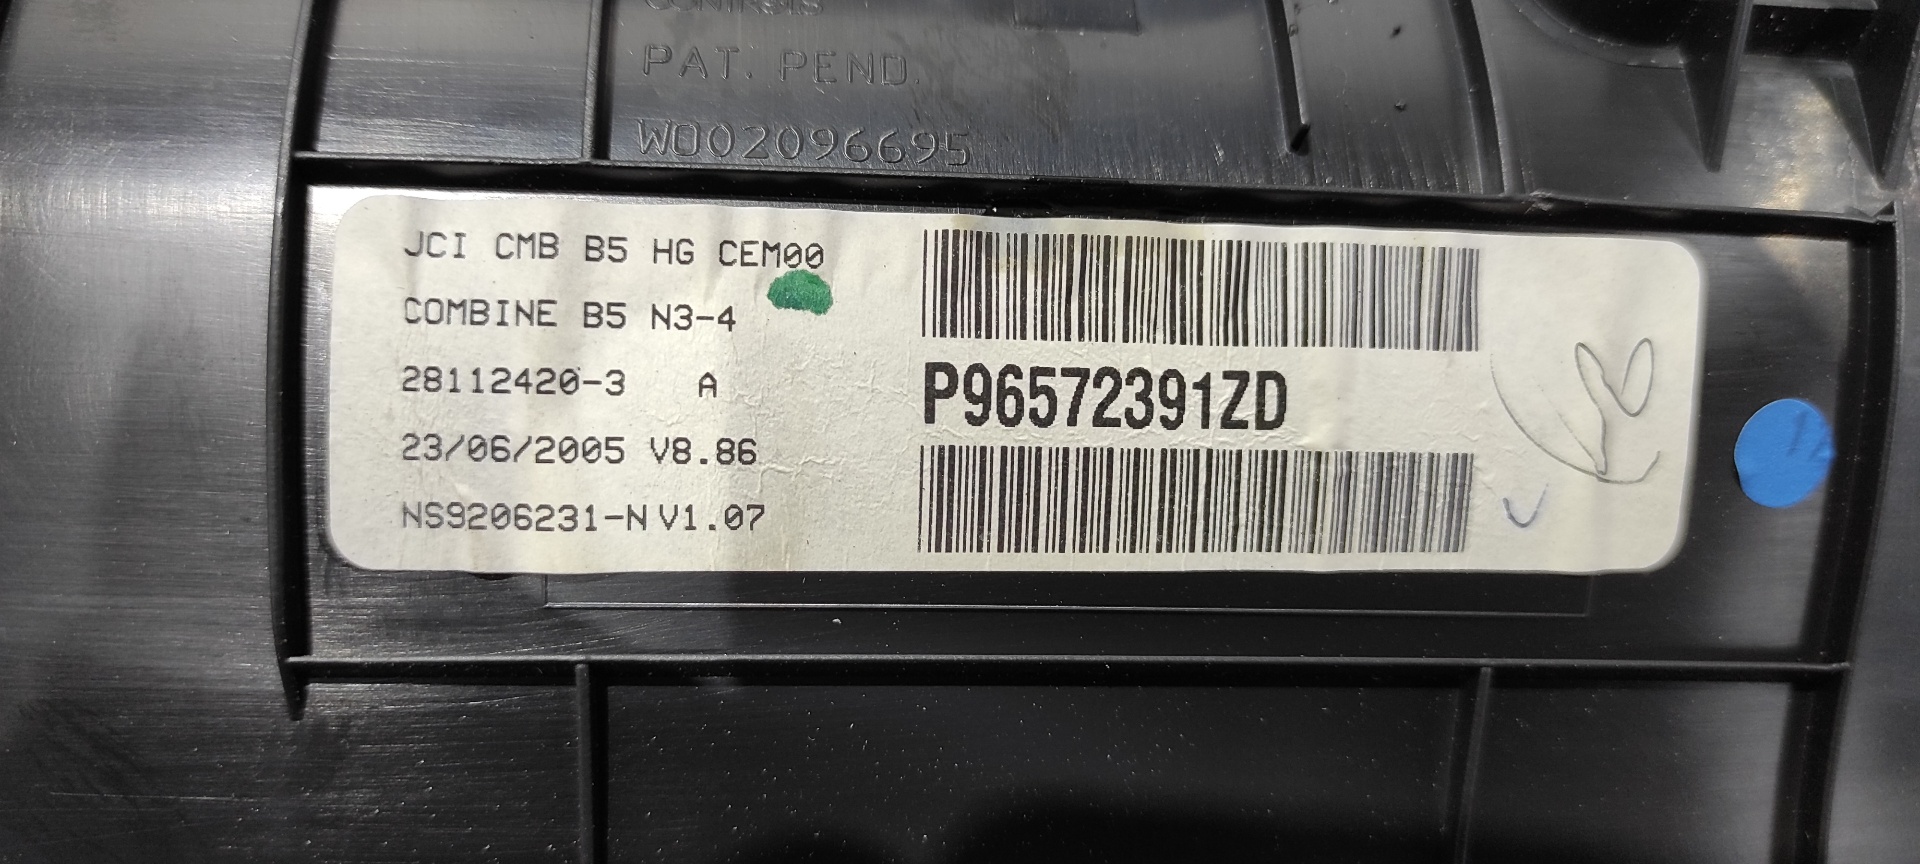 CONTROLS
PAT. PEND.
W002096695
JCI CMB B5 HG CEM00
COMBINE B5 N3-4
28112420-3 A
23/06/2005 V8.86
NS9206231-N V1.07
P96572391ZD